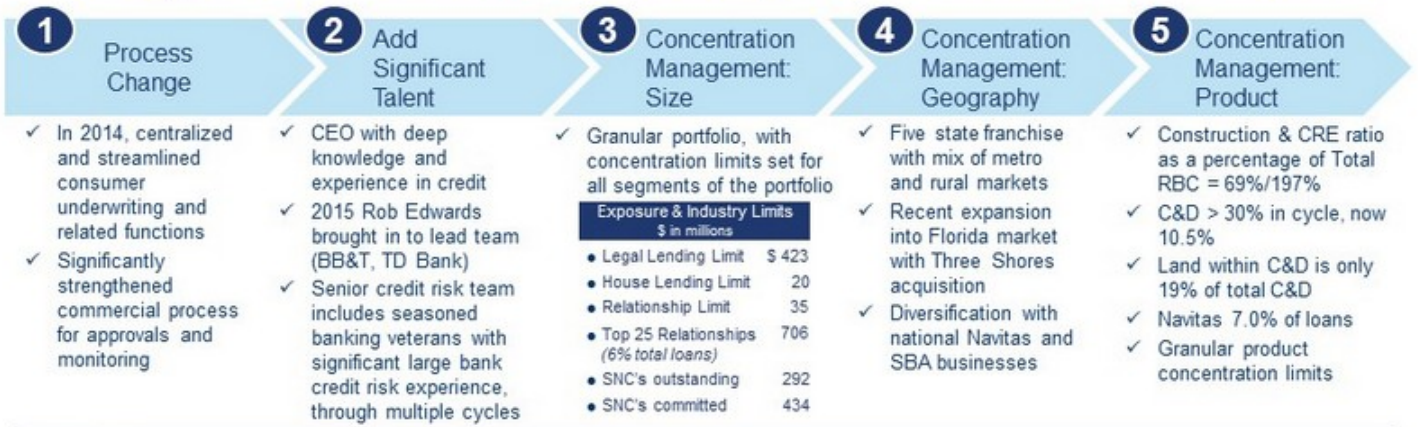 1
Process
Change
✓ In 2014, centralized
and streamlined
consumer
underwriting and
related functions
✓ Significantly
strengthened
commercial process
for approvals and
monitoring
2
Add
Significant
Talent
✓ CEO with deep
knowledge and
experience in credit
✓ 2015 Rob Edwards
brought in to lead team
(BB&T, TD Bank)
✓ Senior credit risk team
includes seasoned
banking veterans with
significant large bank
credit risk experience,
through multiple cycles
3
Concentration
Management:
Size
✓ Granular portfolio, with
concentration limits set for
all segments of the portfolio
Exposure & Industry Limits
$ in millions
• Legal Lending Limit $ 423
• House Lending Limit 20
• Relationship Limit 35
• Top 25 Relationships 706
(6% total loans)
• SNC's outstanding 292
• SNC's committed 434
4
Concentration
Management:
Geography
✓ Five state franchise
with mix of metro
and rural markets
✓ Recent expansion
into Florida market
with Three Shores
acquisition
✓ Diversification with
national Navitas and
SBA businesses
5
Concentration
Management:
Product
✓ Construction & CRE ratio
as a percentage of Total
RBC = 69%/197%
✓ C&D > 30% in cycle, now
10.5%
✓ Land within C&D is only
19% of total C&D
✓ Navitas 7.0% of loans
✓ Granular product
concentration limits